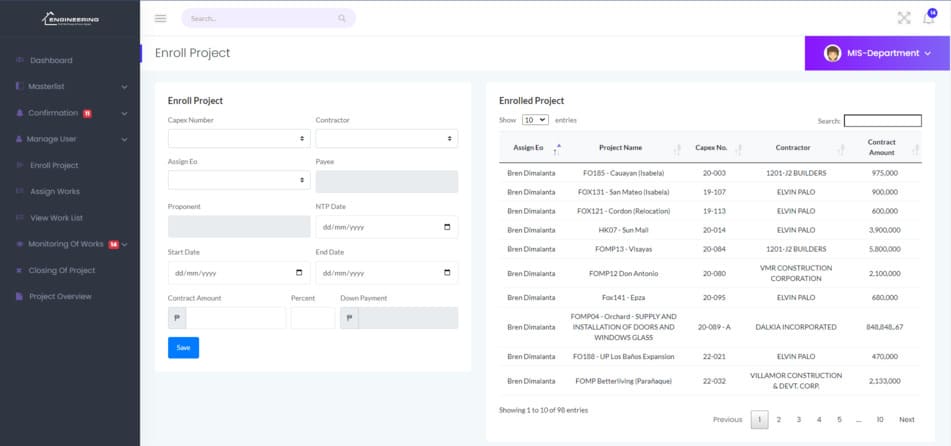 ENGINEERING
Search...
14
Enroll Project
MIS-Department
Dashboard
Masterlist
Confirmation 11
Manage User
Enroll Project
Assign Works
View Work List
Monitoring Of Works 14
Closing Of Project
Project Overview
Enroll Project
Capex Number Contractor
Assign Eo Payee
Proponent NTP Date
dd/mm/yyyy
Start Date End Date
dd/mm/yyyy dd/mm/yyyy
Contract Amount Percent Down Payment
₱ ₱
Save
Enrolled Project
Show 10 entries Search:
Assign Eo Project Name Capex No. Contractor Contract
Amount
Bren Dimalanta FO185 - Cauayan (Isabela) 20-003 1201-J2 BUILDERS 975,000
Bren Dimalanta FOX131 - San Mateo (Isabela) 19-107 ELVIN PALO 900,000
Bren Dimalanta FOX121 - Cordon (Relocation) 19-113 ELVIN PALO 600,000
Bren Dimalanta HK07 - Sun Mall 20-014 ELVIN PALO 3,900,000
Bren Dimalanta FOMP13 - Visayas 20-084 1201-J2 BUILDERS 5,800,000
Bren Dimalanta FOMP12 Don Antonio 20-080 VMR CONSTRUCTION
CORPORATION 2,100,000
Bren Dimalanta Fox141 - Epza 20-095 ELVIN PALO 680,000
Bren Dimalanta FOMP04 - Orchard - SUPPLY AND
INSTALLATION OF DOORS AND
WINDOWS GLASS 20-089 - A DALKIA INCORPORATED 848,848,.67
Bren Dimalanta FO188 - UP Los Baños Expansion 22-021 ELVIN PALO 470,000
Bren Dimalanta FOMP Betterliving (Parañaque) 22-032 VILLAMOR CONSTRUCTION
& DEVT. CORP. 2,133,000
Showing 1 to 10 of 98 entries
Previous 1 2 3 4 5 ... 10 Next